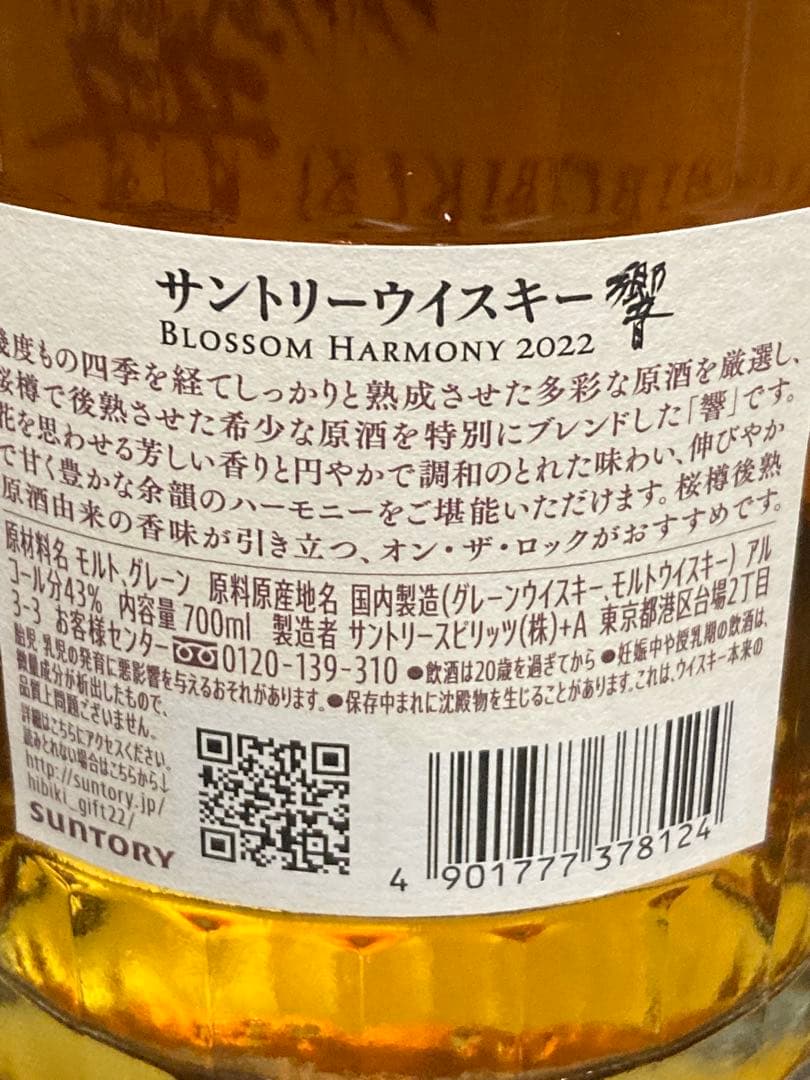 サントリーウイスキー 響
BLOSSOM HARMONY 2022
幾度もの四季を経てしっかりと熟成させた多彩な原酒を厳選し、
桜樽で後熟させた希少な原酒を特別にブレンドした「響」です。
花を思わせる芳しい香りと円やかで調和のとれた味わい、伸びやか
で甘く豊かな余韻のハーモニーをご堪能いただけます。桜樽後熟
原酒由来の香味が引き立つ、オン・ザ・ロックがおすすめです。
原材料名 モルト、グレーン 原料原産地名 国内製造(グレーンウイスキー、モルトウイスキー) アル
コール分43% 内容量 700ml 製造者 サントリースピリッツ(株)+A 東京都港区台場2丁目
3-3 お客様センター 0120-139-310 ●飲酒は20歳を過ぎてから ●妊娠中や授乳期の飲酒は、
胎児・乳児の発育に悪影響を与えるおそれがあります。●保存中まれに沈殿物を生じることがあります。これは、ウイスキー本来の
微量成分が析出したもので、
品質上問題ございません。
詳細はこちらにアクセスください。
読みとれない場合はこちらから↓
http://suntory.jp/
hibiki_gift22/
SUNTORY
4 901777 378124